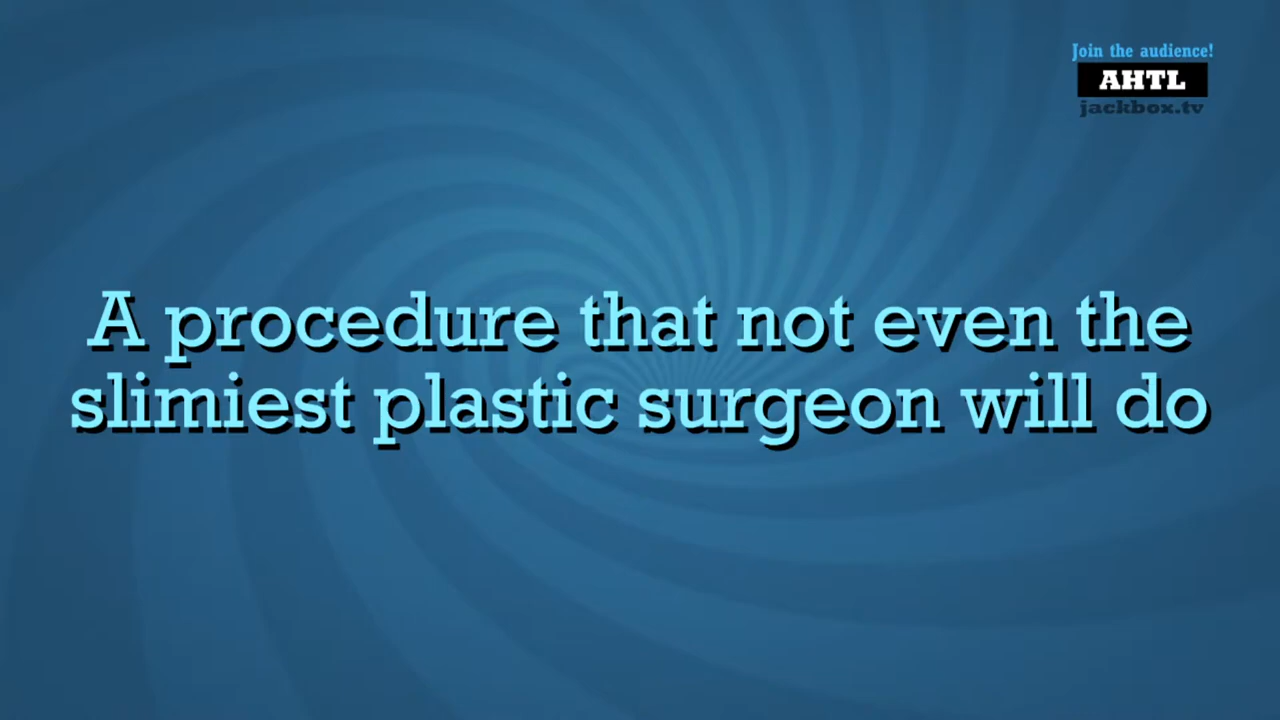 Join the audience!
AHTL
jackbox.tv
A procedure that not even the
slimiest plastic surgeon will do